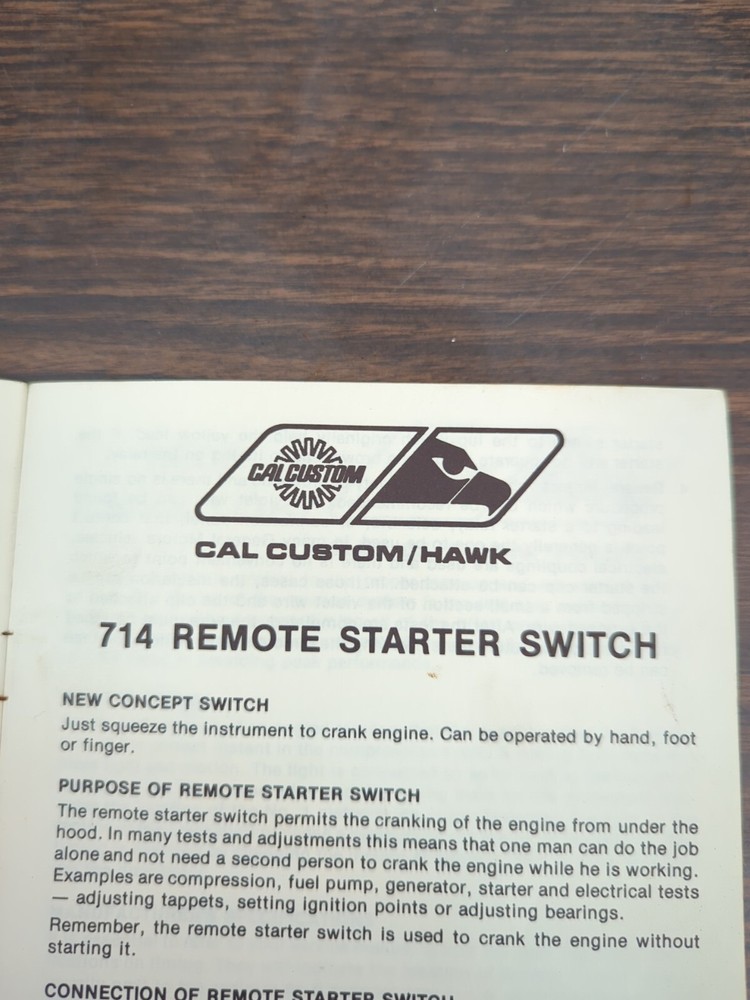 CAL CUSTOM
CAL CUSTOM/HAWK
714 REMOTE STARTER SWITCH
NEW CONCEPT SWITCH
Just squeeze the instrument to crank engine. Can be operated by hand, foot
or finger.
PURPOSE OF REMOTE STARTER SWITCH
The remote starter switch permits the cranking of the engine from under the
hood. In many tests and adjustments this means that one man can do the job
alone and not need a second person to crank the engine while he is working.
Examples are compression, fuel pump, generator, starter and electrical tests
— adjusting tappets, setting ignition points or adjusting bearings.
Remember, the remote starter switch is used to crank the engine without
starting it.
CONNECTION OF REMOTE STARTER SWITCH